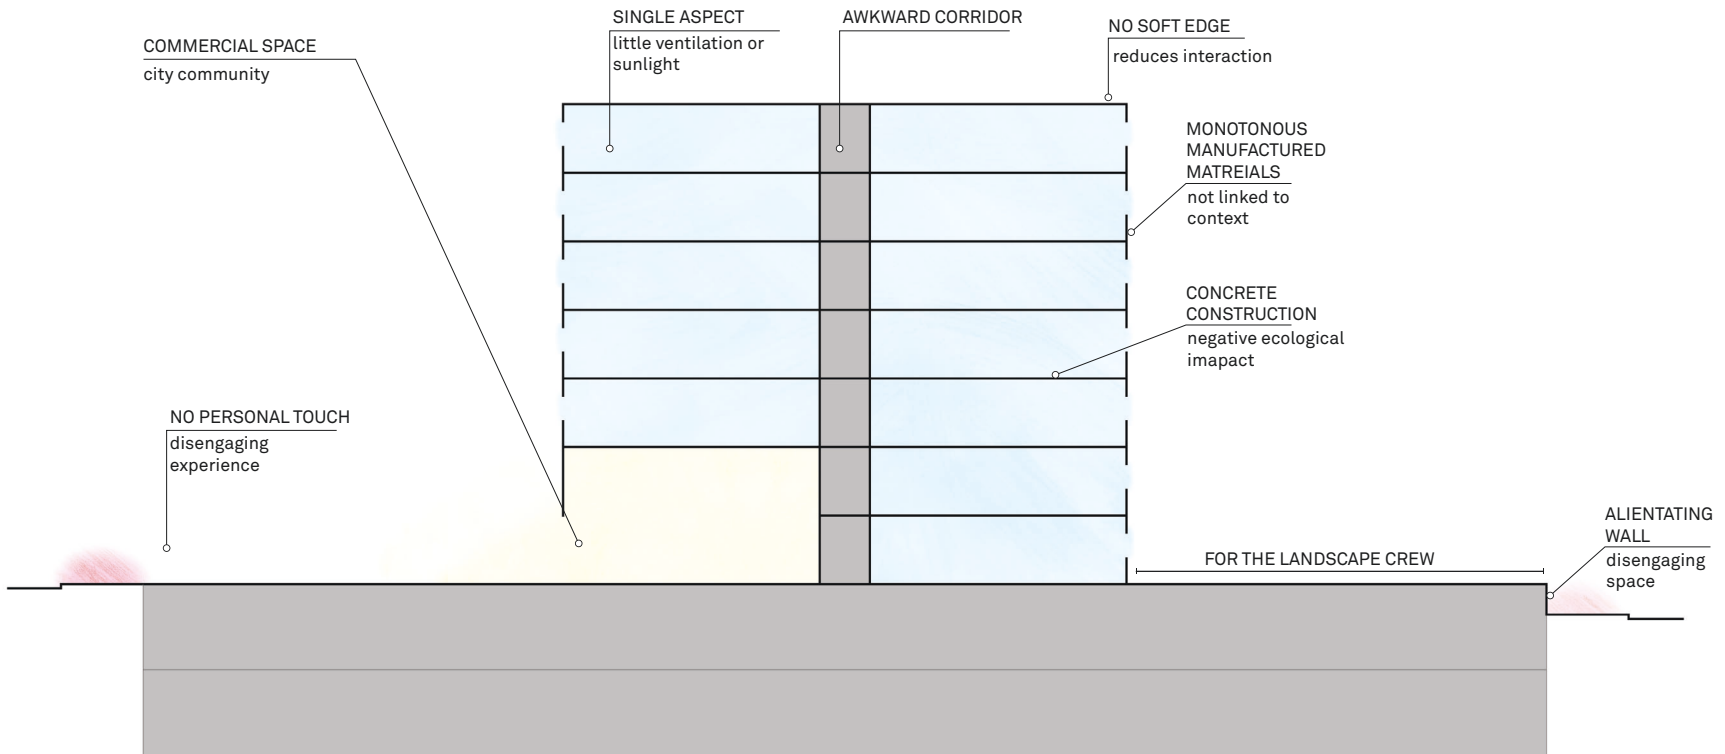 SINGLE ASPECT
little ventilation or
sunlight
AWKWARD CORRIDOR
NO SOFT EDGE
reduces interaction
COMMERCIAL SPACE
city community
MONOTONOUS
MANUFACTURED
MATREIALS
not linked to
context
CONCRETE
CONSTRUCTION
negative ecological
imapact
NO PERSONAL TOUCH
disengaging
experience
ALIENTATING
WALL
disengaging
space
FOR THE LANDSCAPE CREW